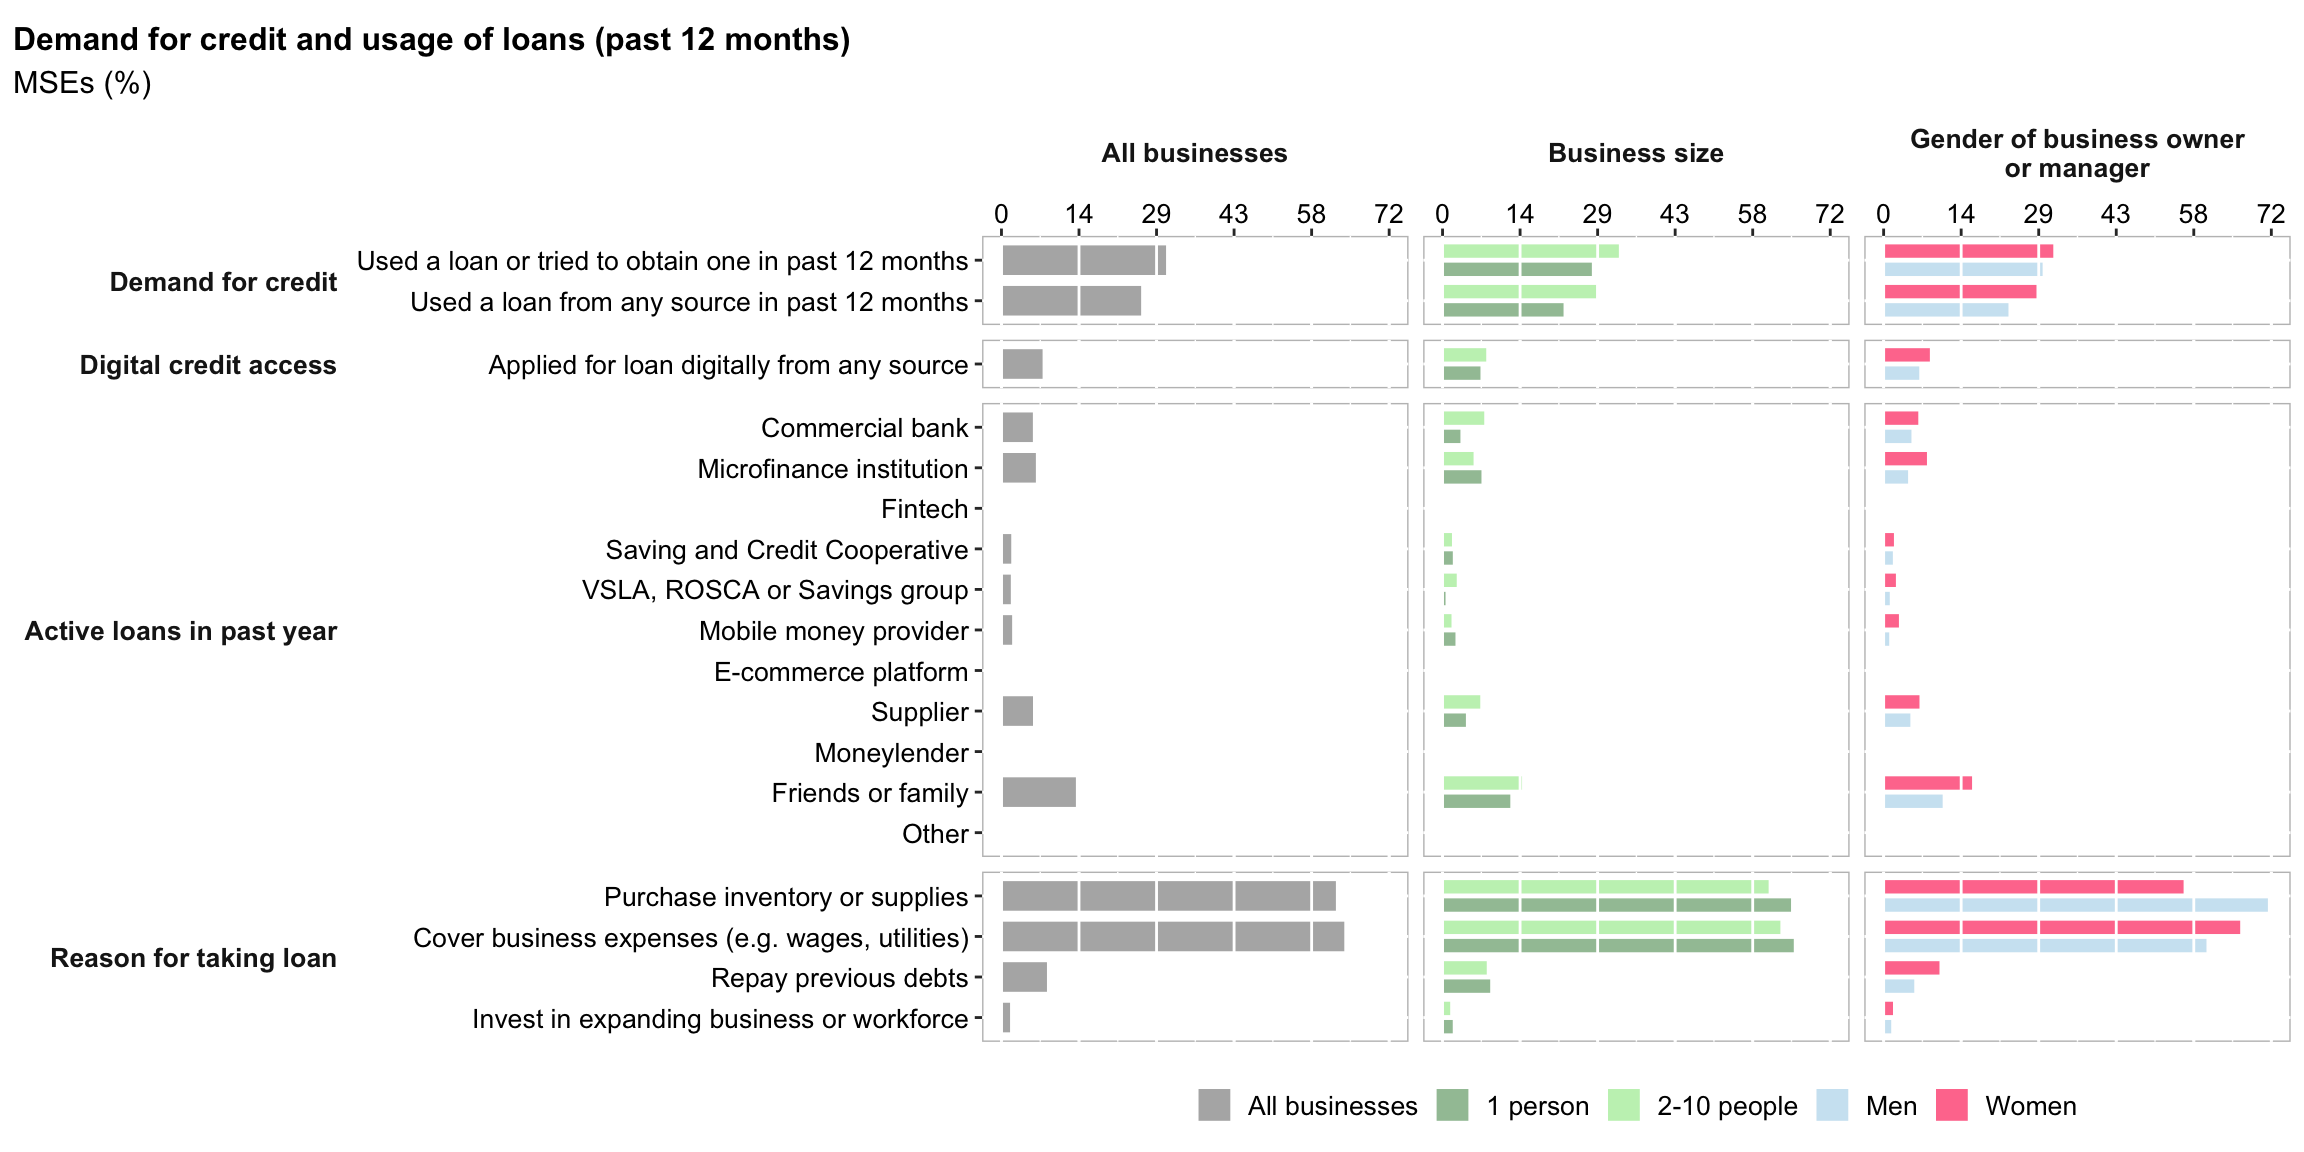 Demand for credit and usage of loans (past 12 months)
MSEs (%)
All businesses
Business size
Gender of business owner
or manager
0 14 29 43 58 72
0 14 29 43 58 72
0 14 29 43 58 72
Demand for credit
Used a loan or tried to obtain one in past 12 months
Used a loan from any source in past 12 months
Digital credit access
Applied for loan digitally from any source
Active loans in past year
Commercial bank
Microfinance institution
Fintech
Saving and Credit Cooperative
VSLA, ROSCA or Savings group
Mobile money provider
E-commerce platform
Supplier
Moneylender
Friends or family
Other
Reason for taking loan
Purchase inventory or supplies
Cover business expenses (e.g. wages, utilities)
Repay previous debts
Invest in expanding business or workforce
All businesses 1 person 2-10 people Men Women